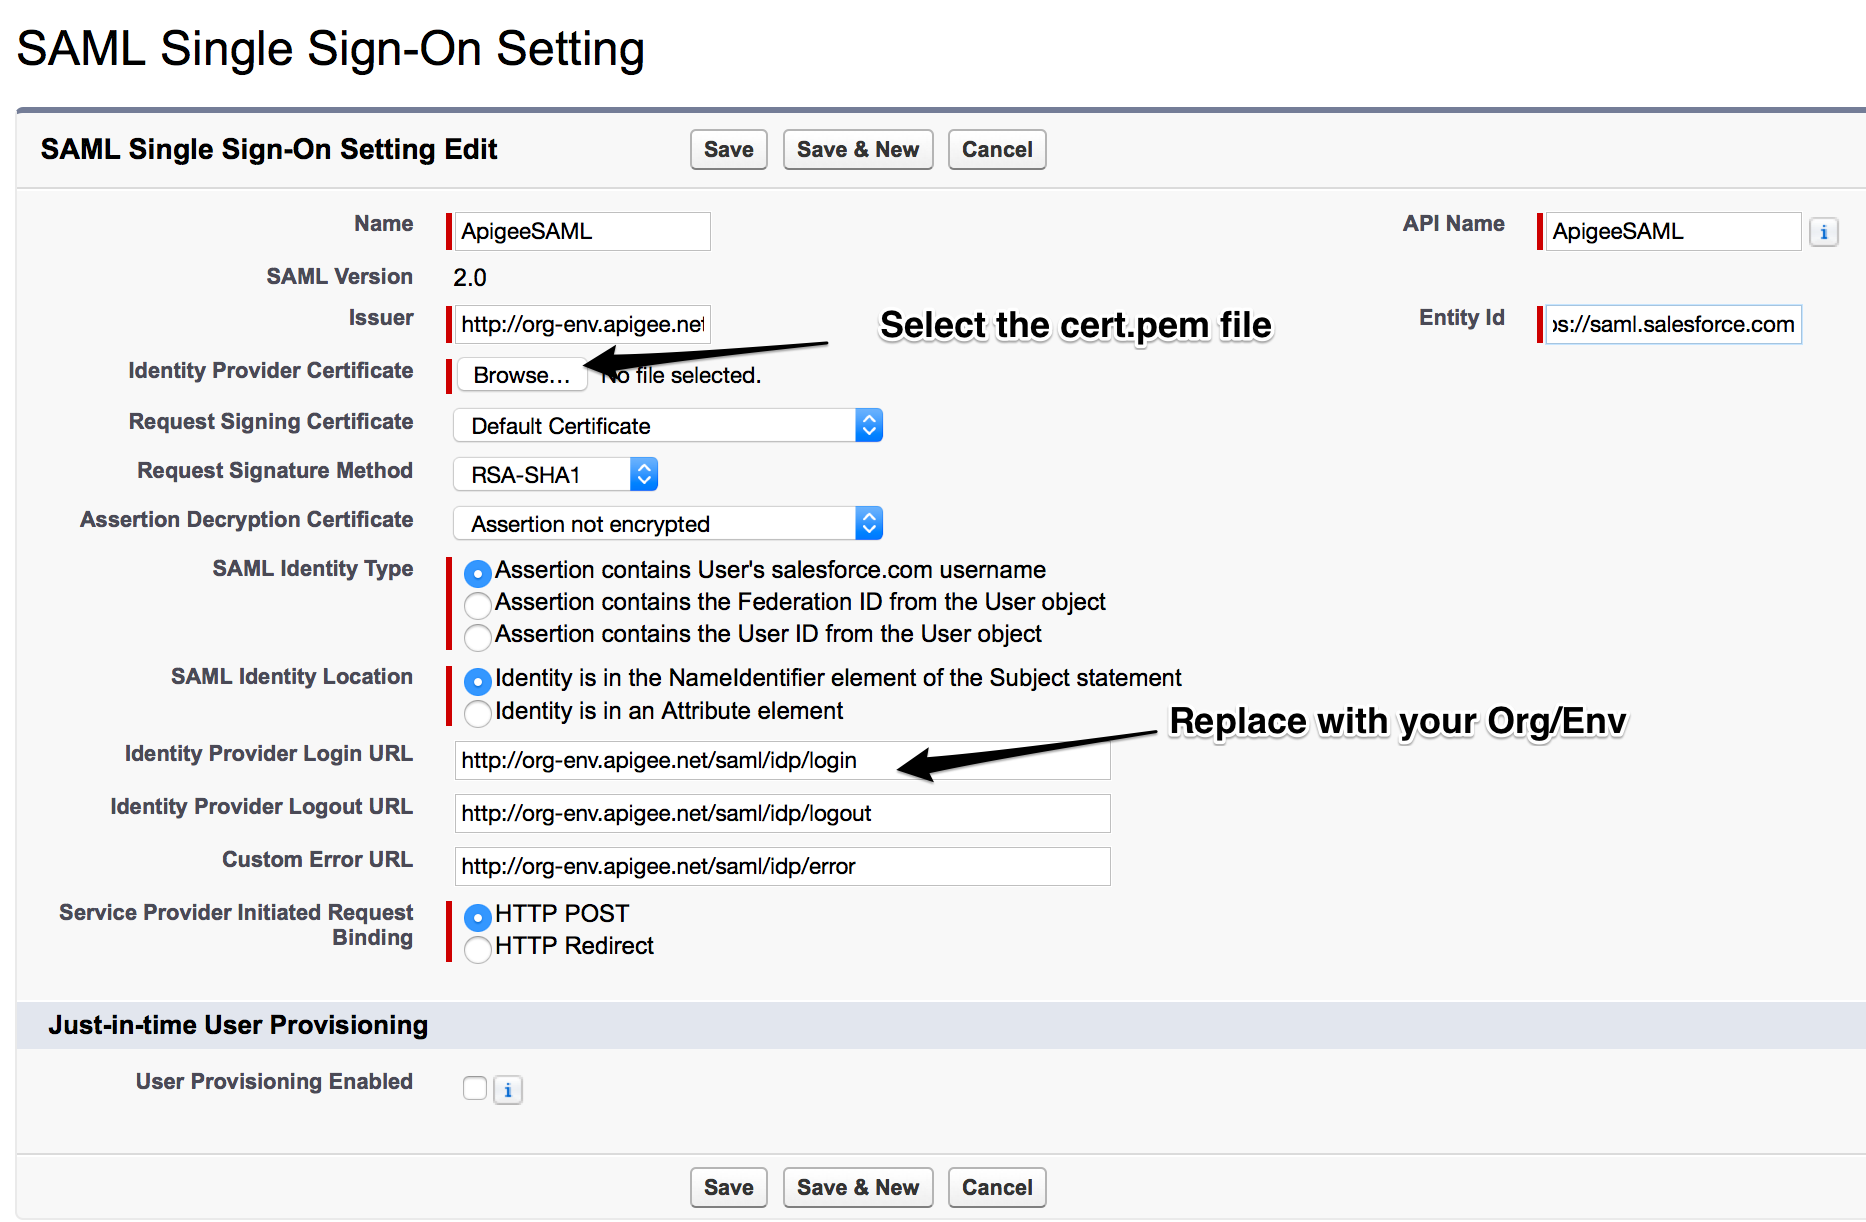 SAML Single Sign-On Setting
SAML Single Sign-On Setting Edit
Save
Save & New
Cancel
Name
ApigeeSAML
API Name
ApigeeSAML
i
SAML Version
2.0
Issuer
http://org-env.apigee.net
Select the cert.pem file
Entity Id
ps://saml.salesforce.com
Identity Provider Certificate
Browse...
No file selected.
Request Signing Certificate
Default Certificate
Request Signature Method
RSA-SHA1
Assertion Decryption Certificate
Assertion not encrypted
SAML Identity Type
Assertion contains User's salesforce.com username
Assertion contains the Federation ID from the User object
Assertion contains the User ID from the User object
SAML Identity Location
Identity is in the NameIdentifier element of the Subject statement
Identity is in an Attribute element
Replace with your Org/Env
Identity Provider Login URL
http://org-env.apigee.net/saml/idp/login
Identity Provider Logout URL
http://org-env.apigee.net/saml/idp/logout
Custom Error URL
http://org-env.apigee.net/saml/idp/error
Service Provider Initiated Request
Binding
HTTP POST
HTTP Redirect
Just-in-time User Provisioning
User Provisioning Enabled
i
Save
Save & New
Cancel